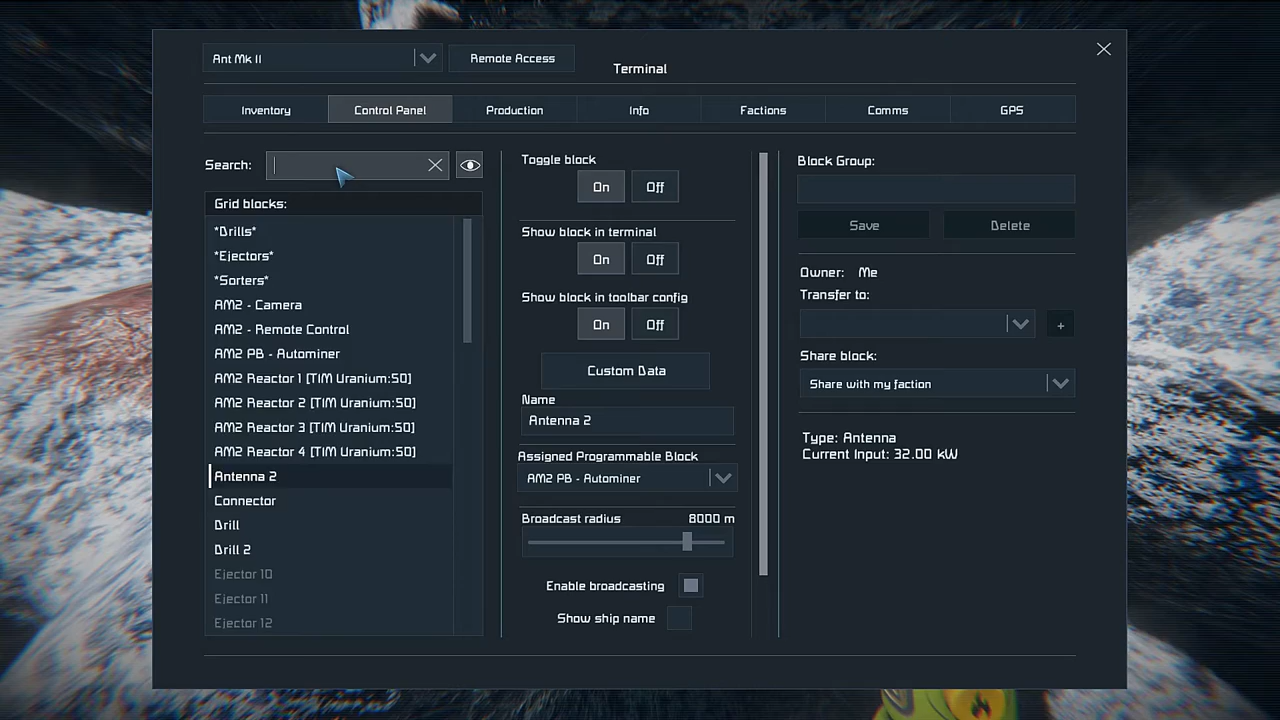 Ant Mk II
Remote Access
Terminal
Inventory
Control Panel
Production
Info
Factions
Comms
GPS
Search:
Grid blocks:
*Drills*
*Ejectors*
*Sorters*
AM2 - Camera
AM2 - Remote Control
AM2 PB - Autominer
AM2 Reactor 1 [TIM Uranium:50]
AM2 Reactor 2 [TIM Uranium:50]
AM2 Reactor 3 [TIM Uranium:50]
AM2 Reactor 4 [TIM Uranium:50]
Antenna 2
Connector
Drill
Drill 2
Ejector 10
Ejector 11
Ejector 12
Toggle block
On Off
Show block in terminal
On Off
Show block in toolbar config
On Off
Custom Data
Name
Antenna 2
Assigned Programmable Block
AM2 PB - Autominer
Broadcast radius 8000 m
Enable broadcasting
Show ship name
Block Group:
Save Delete
Owner: Me
Transfer to:
+
Share block:
Share with my faction
Type: Antenna
Current Input: 32.00 kW